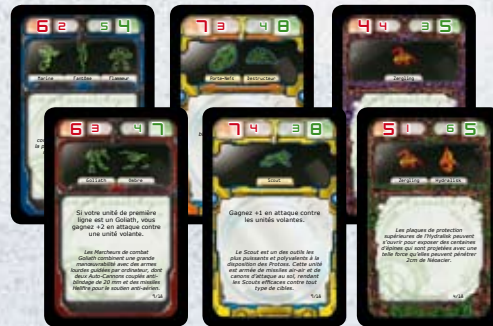 6 2 5 4
Marine Fantôme Flammeur
7 3 4 8
Porte-Nefs Destructeur
4 4 3 5
Zergling
6 3 4 7
Goliath Ombre
Si votre unité de première
ligne est un Goliath, vous
gagnez +2 en attaque contre
une unité volante.
Les Marcheurs de combat
Goliath combinent une grande
manœuvrabilité avec des armes
lourdes guidées par ordinateur, dont
deux Auto-Canons couplés anti-
blindage de 20 mm et des missiles
Hellfire pour le soutien anti-aérien.
9/18
7 4 3 8
Scout
Gagnez +1 en attaque contre
les unités volantes.
Le Scout est un des outils les
plus puissants et polyvalents à la
disposition des Protoss. Cette unité
est armée de missiles air-air et de
canons d'attaque au sol, rendant
les Scouts efficaces contre tout
type de cibles.
9/18
5 1 6 5
Zergling Hydralisk
Les plaques de protection
supérieures de l'Hydralisk peuvent
s'ouvrir pour exposer des centaines
d'épines qui sont projetées avec une
telle force qu'elles peuvent pénétrer
2cm de Néoacier.
4/18